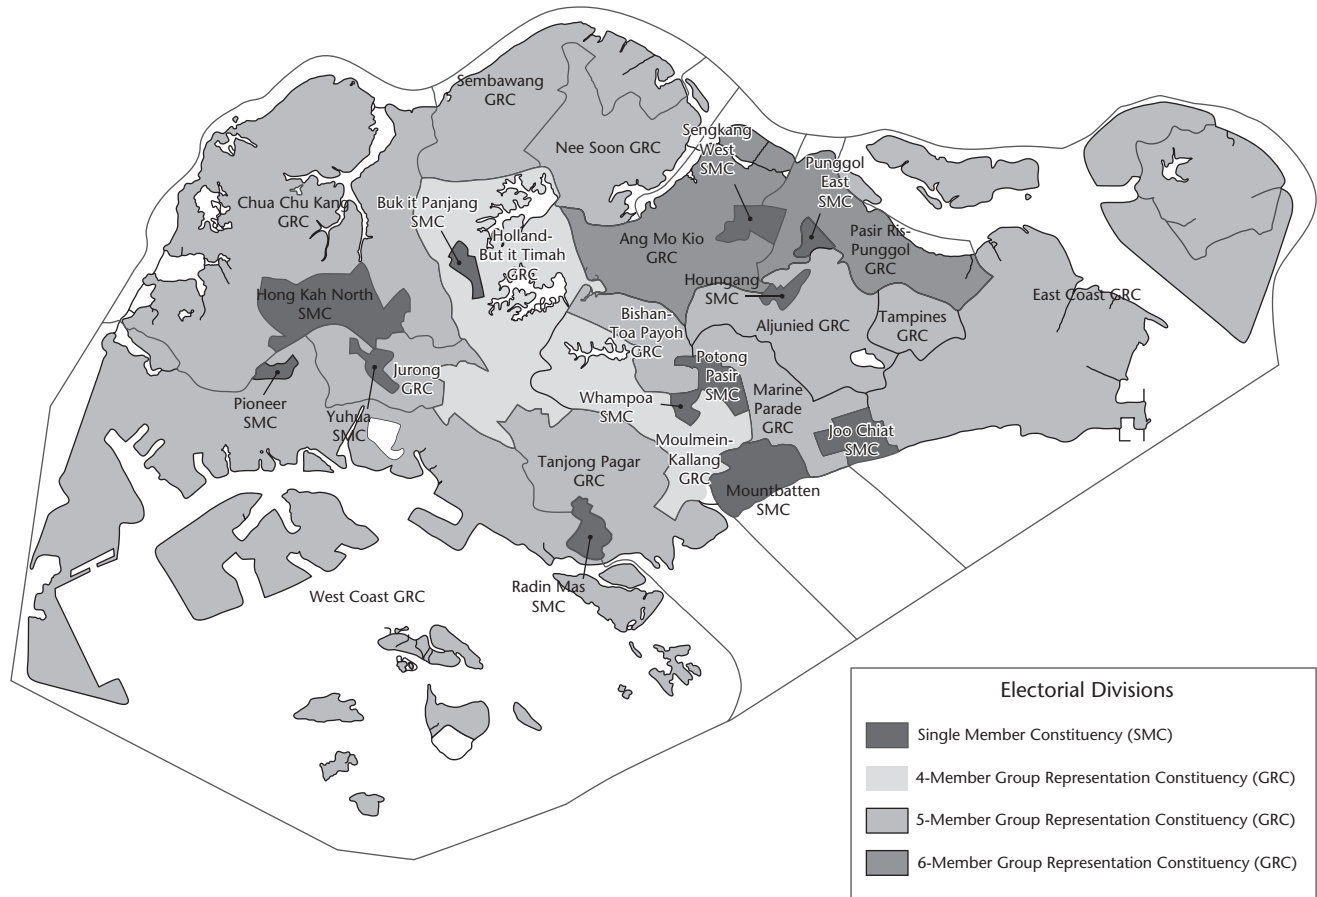 Sembawang
GRC
Nee Soon GRC
Sengkang
West
SMC
Punggol
East
SMC
Chua Chu Kang
GRC
Buk it Panjang
SMC
Holland-
But it Timah
GRC
Ang Mo Kio
GRC
Pasir Ris-
Punggol
GRC
Houngang
SMC
East Coast GRC
Hong Kah North
SMC
Bishan-
Toa Payoh
GRC
Aljunied GRC
Tampines
GRC
Jurong
GRC
Potong
Pasir
SMC
Pioneer
SMC
Yuhua
SMC
Whampoa
SMC
Marine
Parade
GRC
Joo Chiat
SMC
Moulmein-
Kallang
GRC
Tanjong Pagar
GRC
Mountbatten
SMC
Radin Mas
SMC
West Coast GRC
Electorial Divisions
Single Member Constituency (SMC)
4-Member Group Representation Constituency (GRC)
5-Member Group Representation Constituency (GRC)
6-Member Group Representation Constituency (GRC)